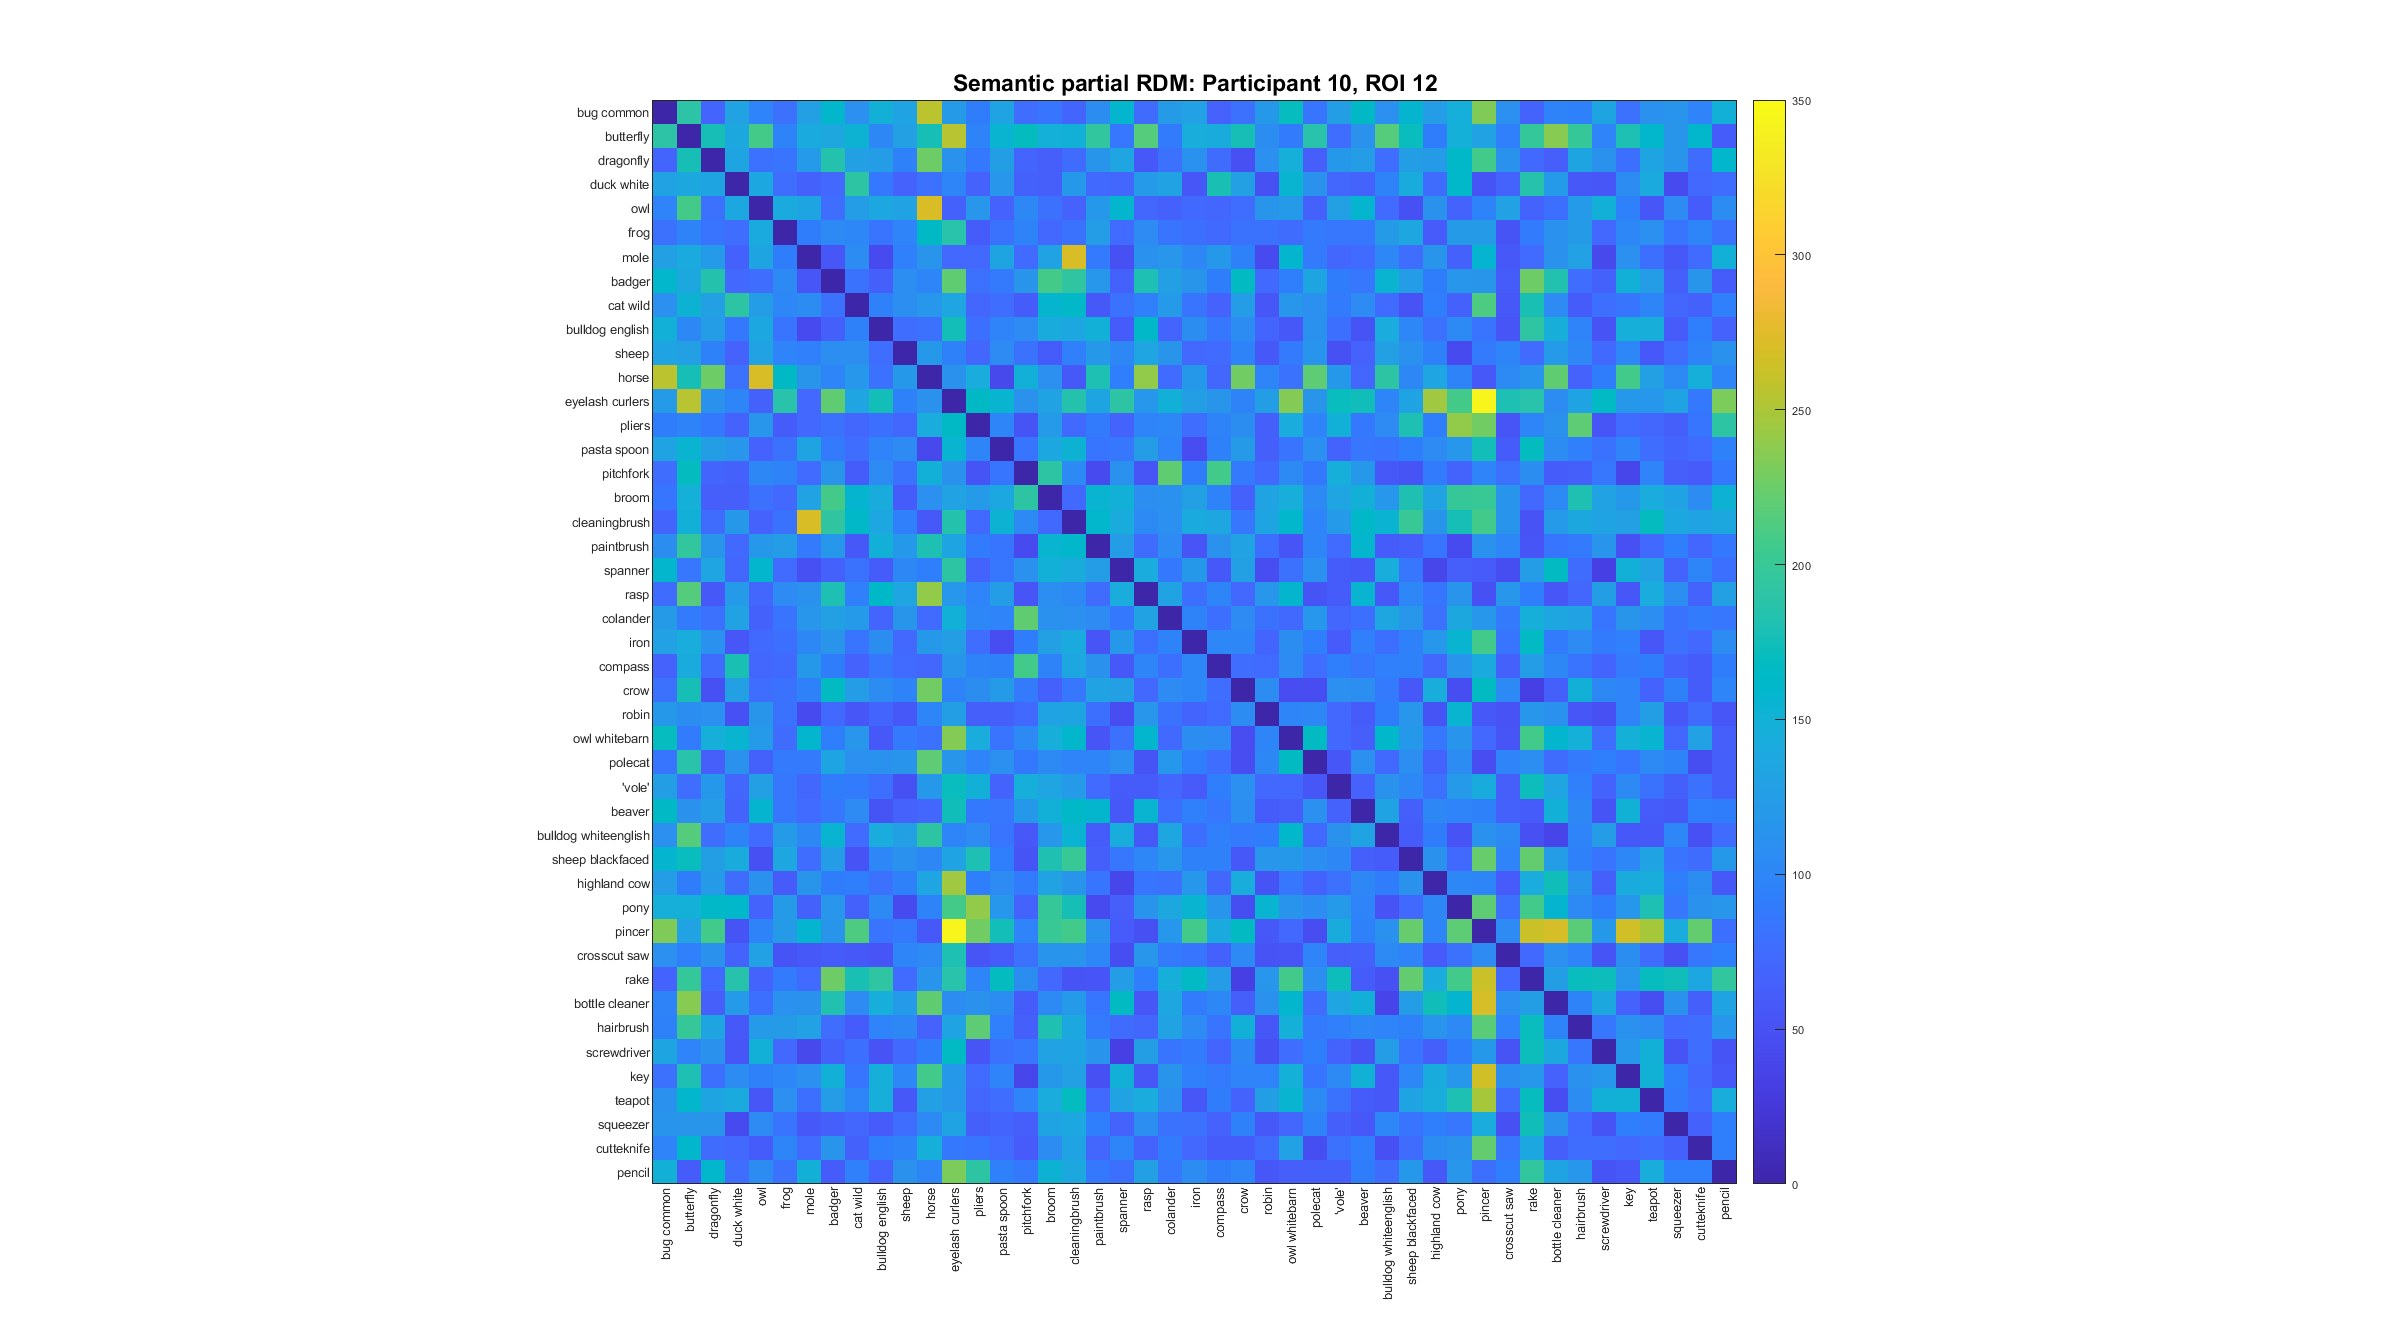 Semantic partial RDM: Participant 10, ROI 12
bug common
butterfly
dragonfly
duck white
owl
frog
mole
badger
cat wild
bulldog english
sheep
horse
eyelash curlers
pliers
pasta spoon
pitchfork
broom
cleaningbrush
paintbrush
spanner
rasp
colander
iron
compass
crow
robin
owl whitebarn
polecat
'vole'
beaver
bulldog whiteenglish
sheep blackfaced
highland cow
pony
pincer
crosscut saw
rake
bottle cleaner
hairbrush
screwdriver
key
teapot
squeezer
cutteknife
pencil
bug common
butterfly
dragonfly
duck white
owl
frog
mole
badger
cat wild
bulldog english
sheep
horse
eyelash curlers
pliers
pasta spoon
pitchfork
broom
cleaningbrush
paintbrush
spanner
rasp
colander
iron
compass
crow
robin
owl whitebarn
polecat
'vole'
beaver
bulldog whiteenglish
sheep blackfaced
highland cow
pony
pincer
crosscut saw
rake
bottle cleaner
hairbrush
screwdriver
key
teapot
squeezer
cutteknife
pencil
350
300
250
200
150
100
50
0